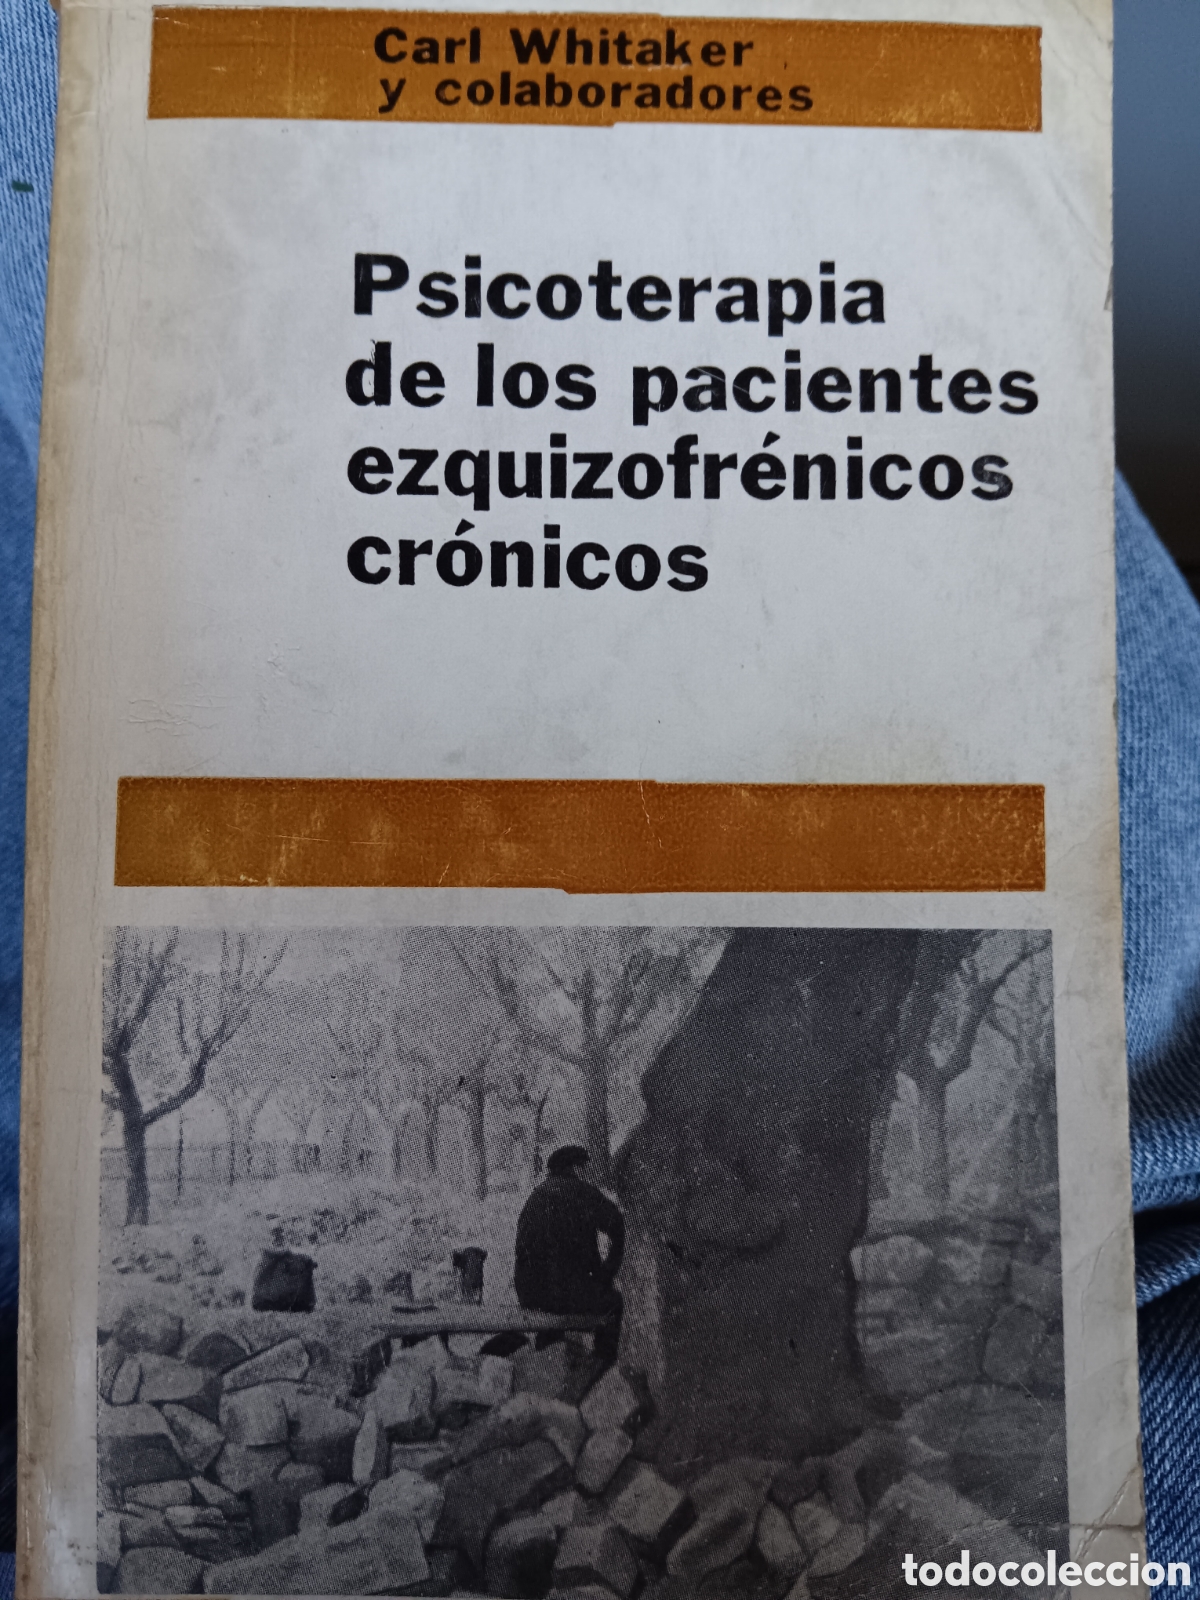 Carl Whitaker
y colaboradores
Psicoterapia
de los pacientes
ezquizofrénicos
crónicos
todocoleccion